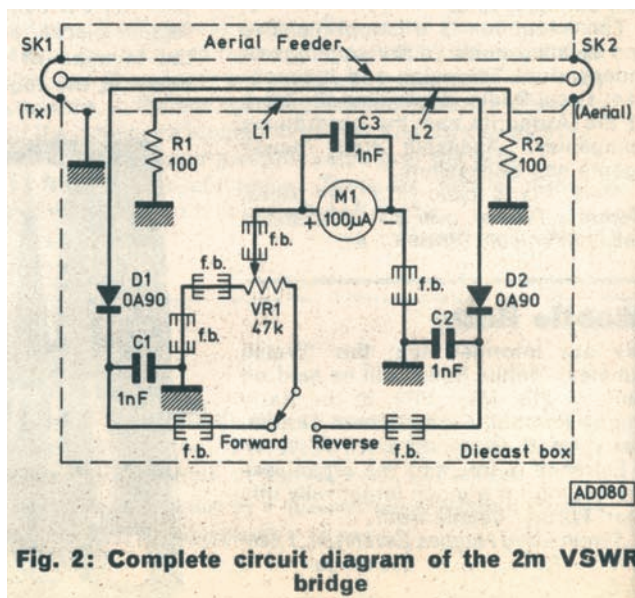 SK1
Aerial Feeder
SK2
(Tx)
(Aerial)
L1
L2
C3
1nF
R1
100
R2
100
M1
100µA
+
−
f.b.
f.b.
f.b.
f.b.
D1
0A90
D2
0A90
VR1
47k
C1
1nF
C2
1nF
Forward
Reverse
f.b.
f.b.
Diecast box
AD080
Fig. 2: Complete circuit diagram of the 2m VSWR
bridge